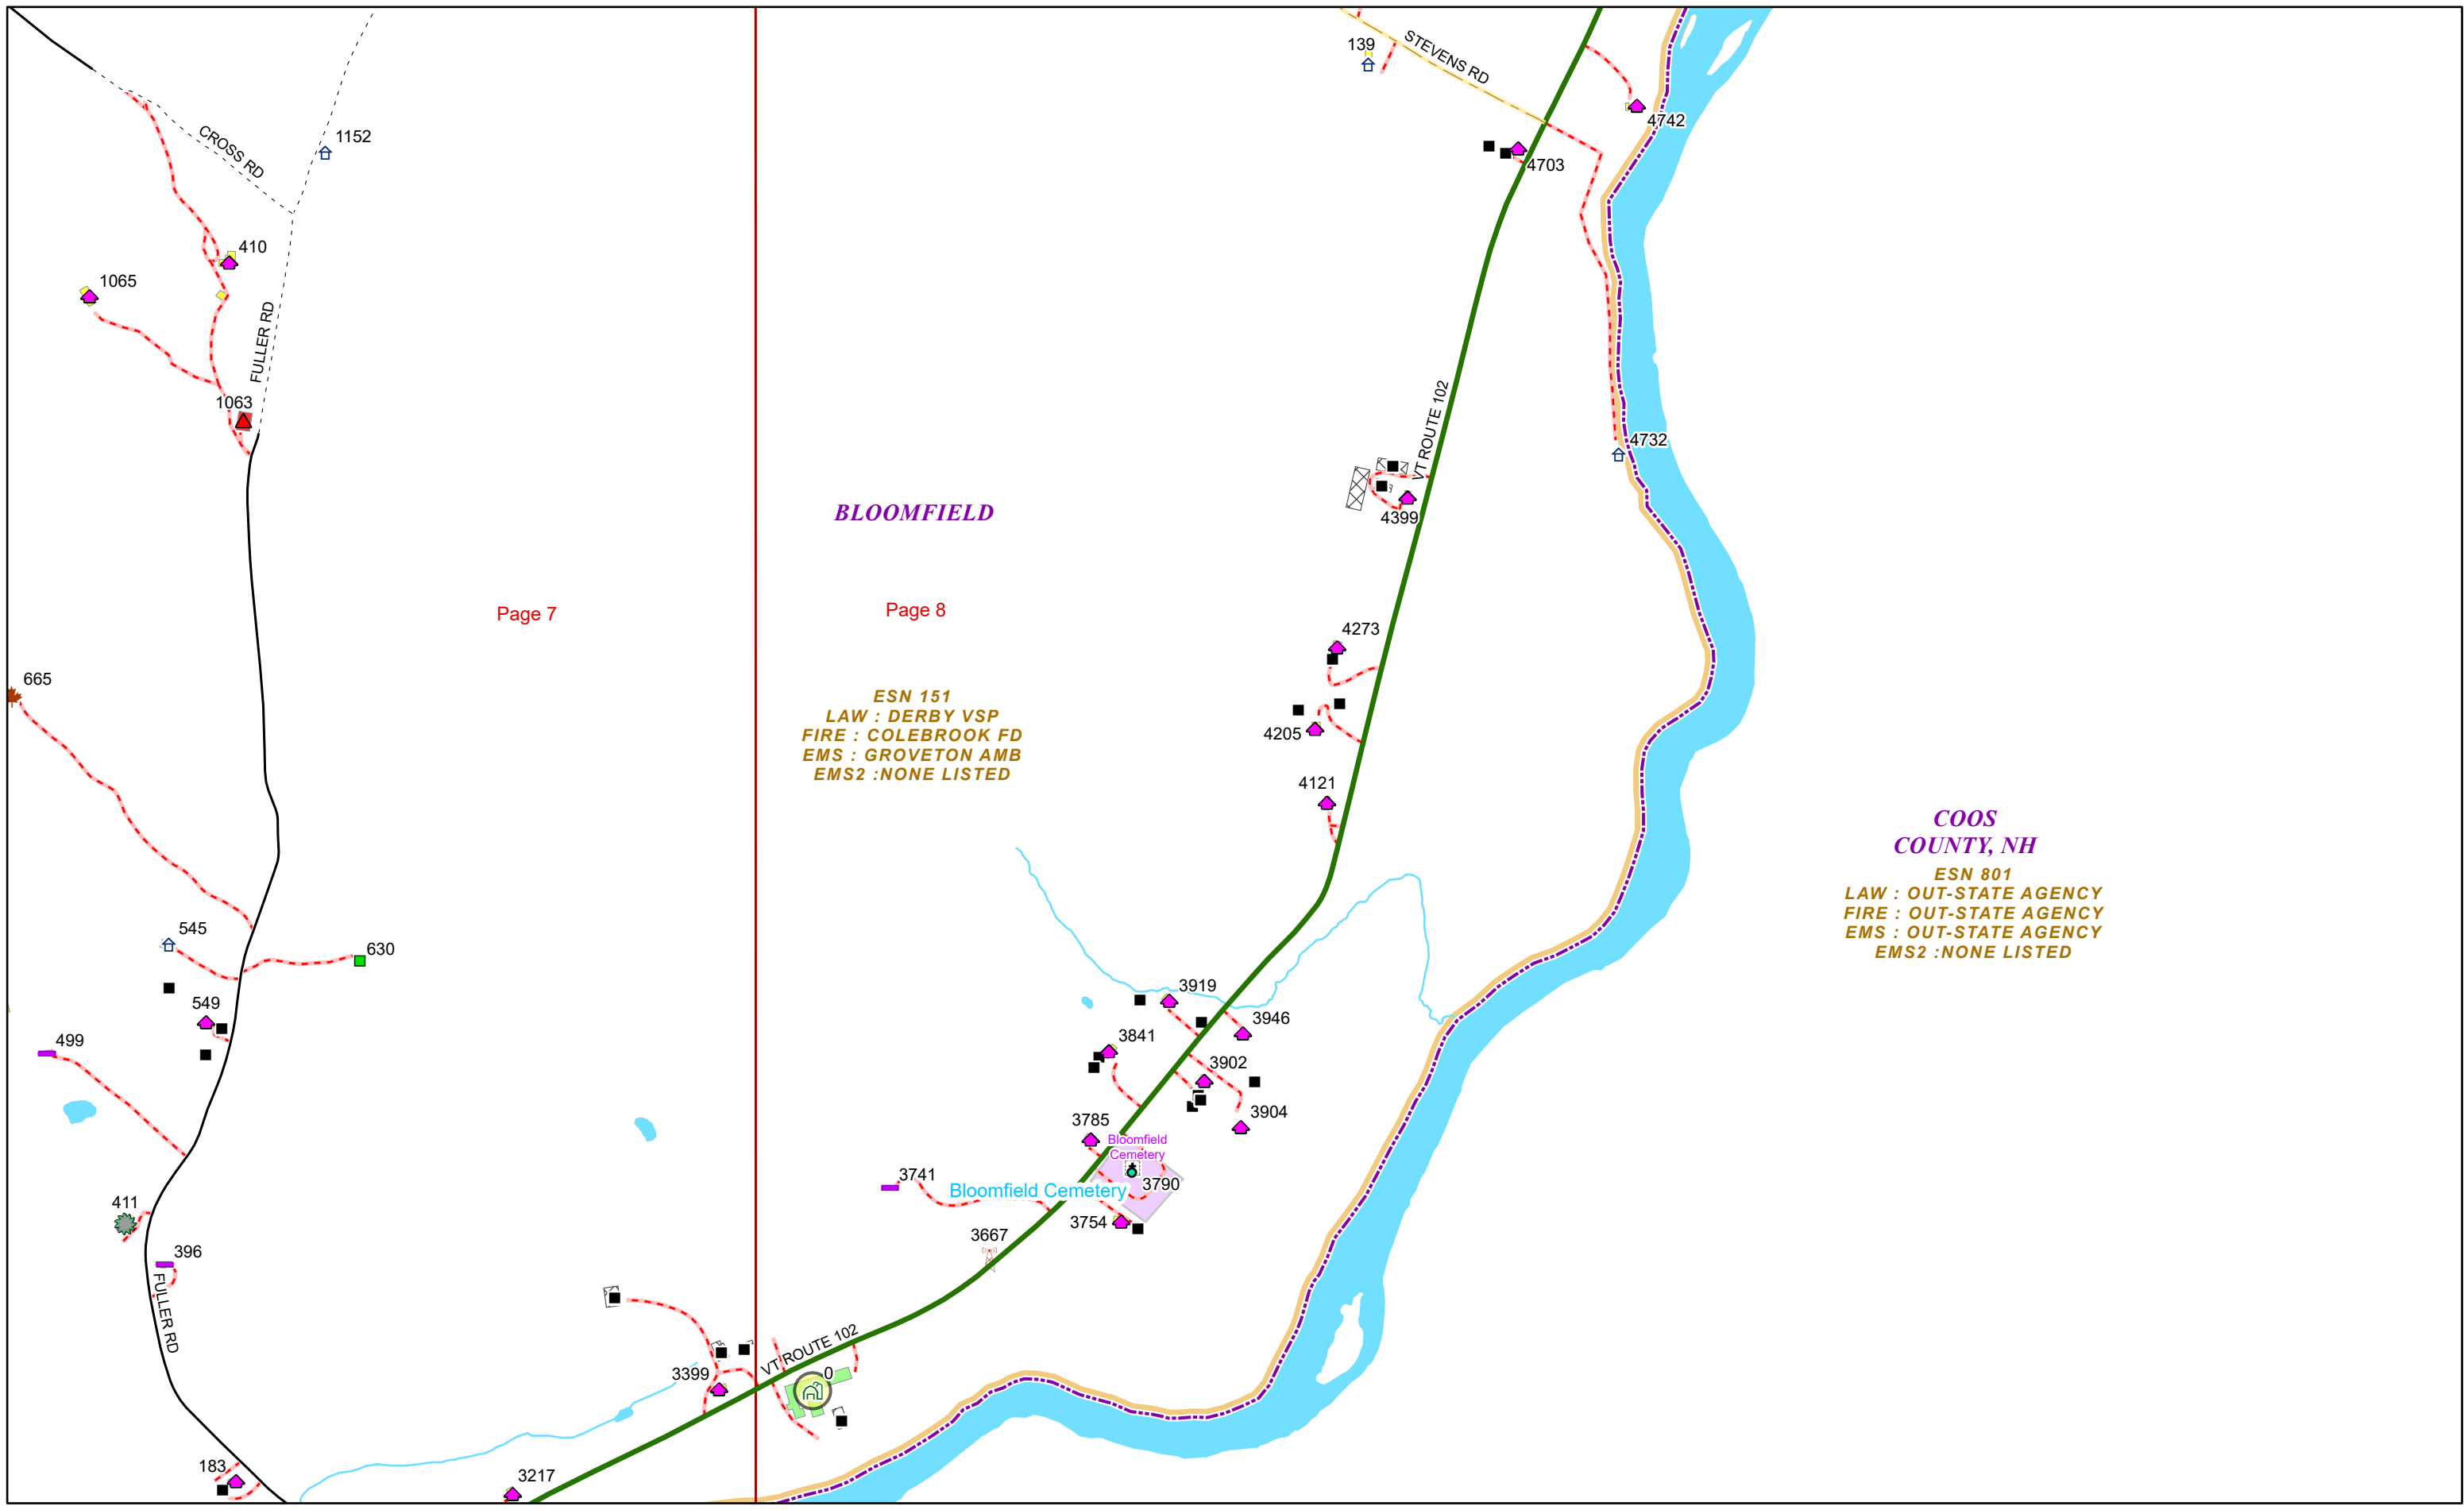 139
STEVENS RD
4742
4703
CROSS RD
1152
410
1065
FULLER RD
1063
VT ROUTE 102
4732
4399
BLOOMFIELD
Page 7
Page 8
4273
665
ESN 151
LAW : DERBY VSP
FIRE : COLEBROOK FD
EMS : GROVETON AMB
EMS2 :NONE LISTED
4205
4121
COOS
COUNTY, NH
ESN 801
LAW : OUT-STATE AGENCY
FIRE : OUT-STATE AGENCY
EMS : OUT-STATE AGENCY
EMS2 :NONE LISTED
545
630
549
499
3919
3946
3841
3902
3904
3785
Bloomfield
Cemetery
3741
Bloomfield Cemetery
3790
411
3754
3667
396
FULLER RD
VT ROUTE 102
3399
0
183
3217